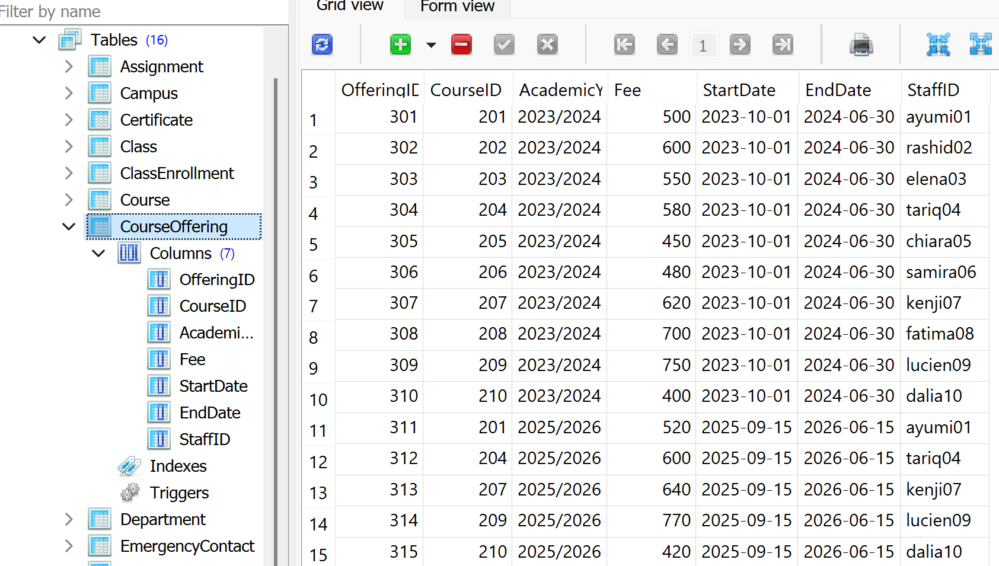 Filter by name
Tables (16)
Assignment
Campus
Certificate
Class
ClassEnrollment
Course
CourseOffering
Columns (7)
OfferingID
CourseID
Academi...
Fee
StartDate
EndDate
StaffID
Indexes
Triggers
Department
EmergencyContact
Grid view Form view
1
OfferingID CourseID AcademicY Fee StartDate EndDate StaffID
1 301 201 2023/2024 500 2023-10-01 2024-06-30 ayumi01
2 302 202 2023/2024 600 2023-10-01 2024-06-30 rashid02
3 303 203 2023/2024 550 2023-10-01 2024-06-30 elena03
4 304 204 2023/2024 580 2023-10-01 2024-06-30 tariq04
5 305 205 2023/2024 450 2023-10-01 2024-06-30 chiara05
6 306 206 2023/2024 480 2023-10-01 2024-06-30 samira06
7 307 207 2023/2024 620 2023-10-01 2024-06-30 kenji07
8 308 208 2023/2024 700 2023-10-01 2024-06-30 fatima08
9 309 209 2023/2024 750 2023-10-01 2024-06-30 lucien09
10 310 210 2023/2024 400 2023-10-01 2024-06-30 dalia10
11 311 201 2025/2026 520 2025-09-15 2026-06-15 ayumi01
12 312 204 2025/2026 600 2025-09-15 2026-06-15 tariq04
13 313 207 2025/2026 640 2025-09-15 2026-06-15 kenji07
14 314 209 2025/2026 770 2025-09-15 2026-06-15 lucien09
15 315 210 2025/2026 420 2025-09-15 2026-06-15 dalia10